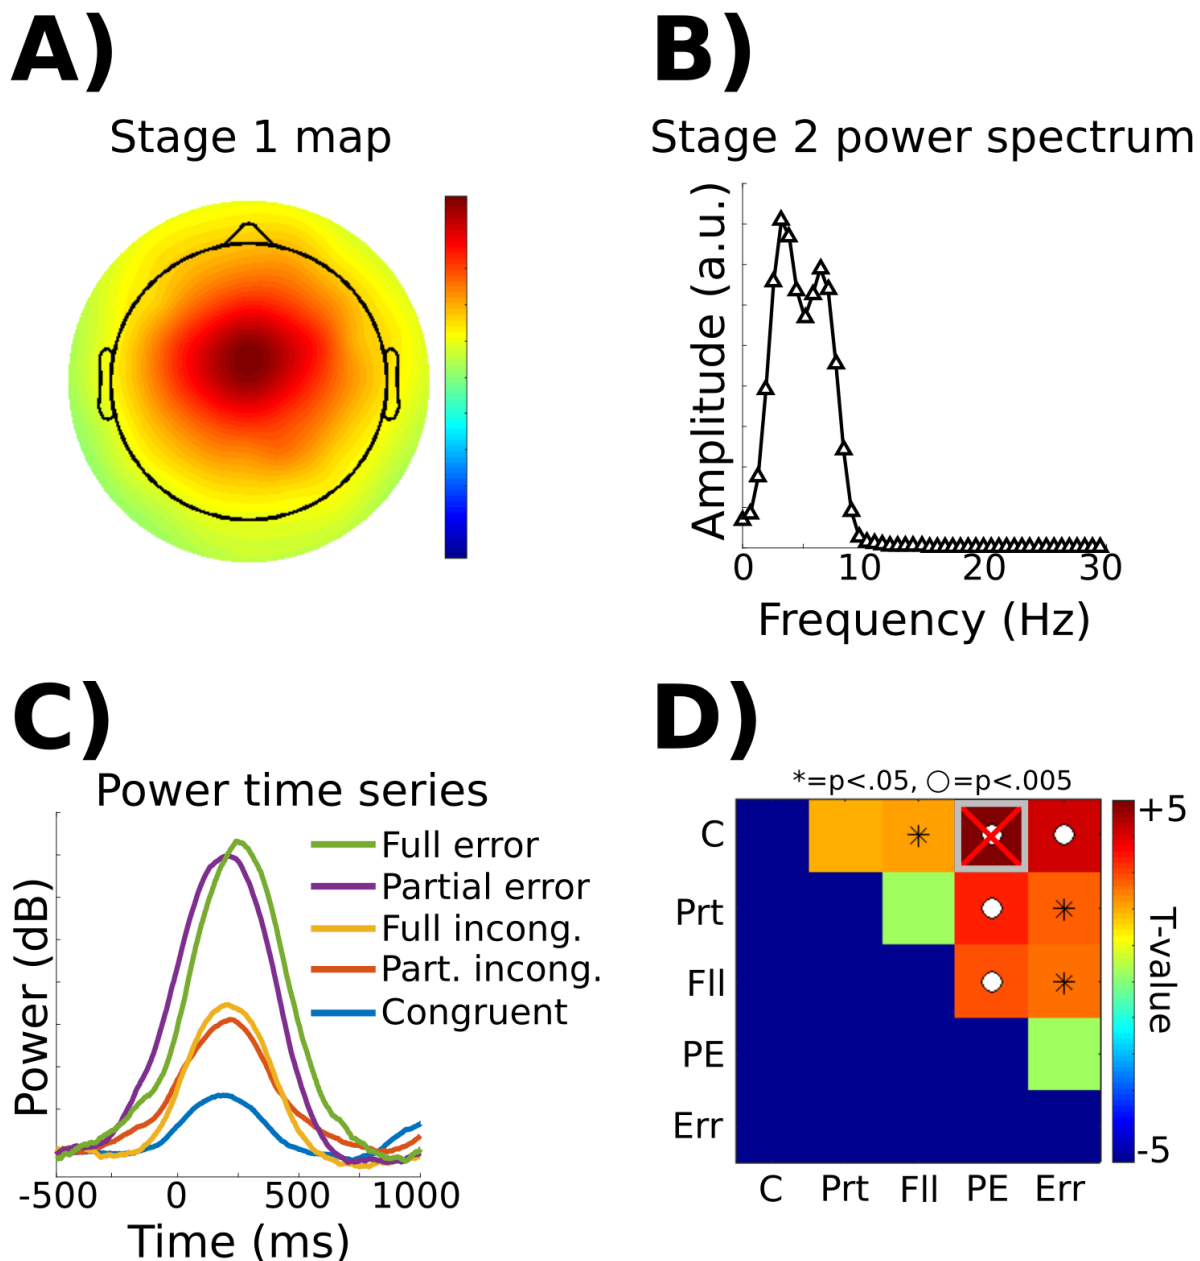 A)
Stage 1 map
B)
Stage 2 power spectrum
Amplitude (a.u.)
0 10 20 30
Frequency (Hz)
C)
Power time series
Full error
Partial error
Full incong.
Part. incong.
Congruent
Power (dB)
-500 0 500 1000
Time (ms)
D)
*=p<.05, ○=p<.005
C
Prt
Fll
PE
Err
C Prt Fll PE Err
+5
T-value
-5